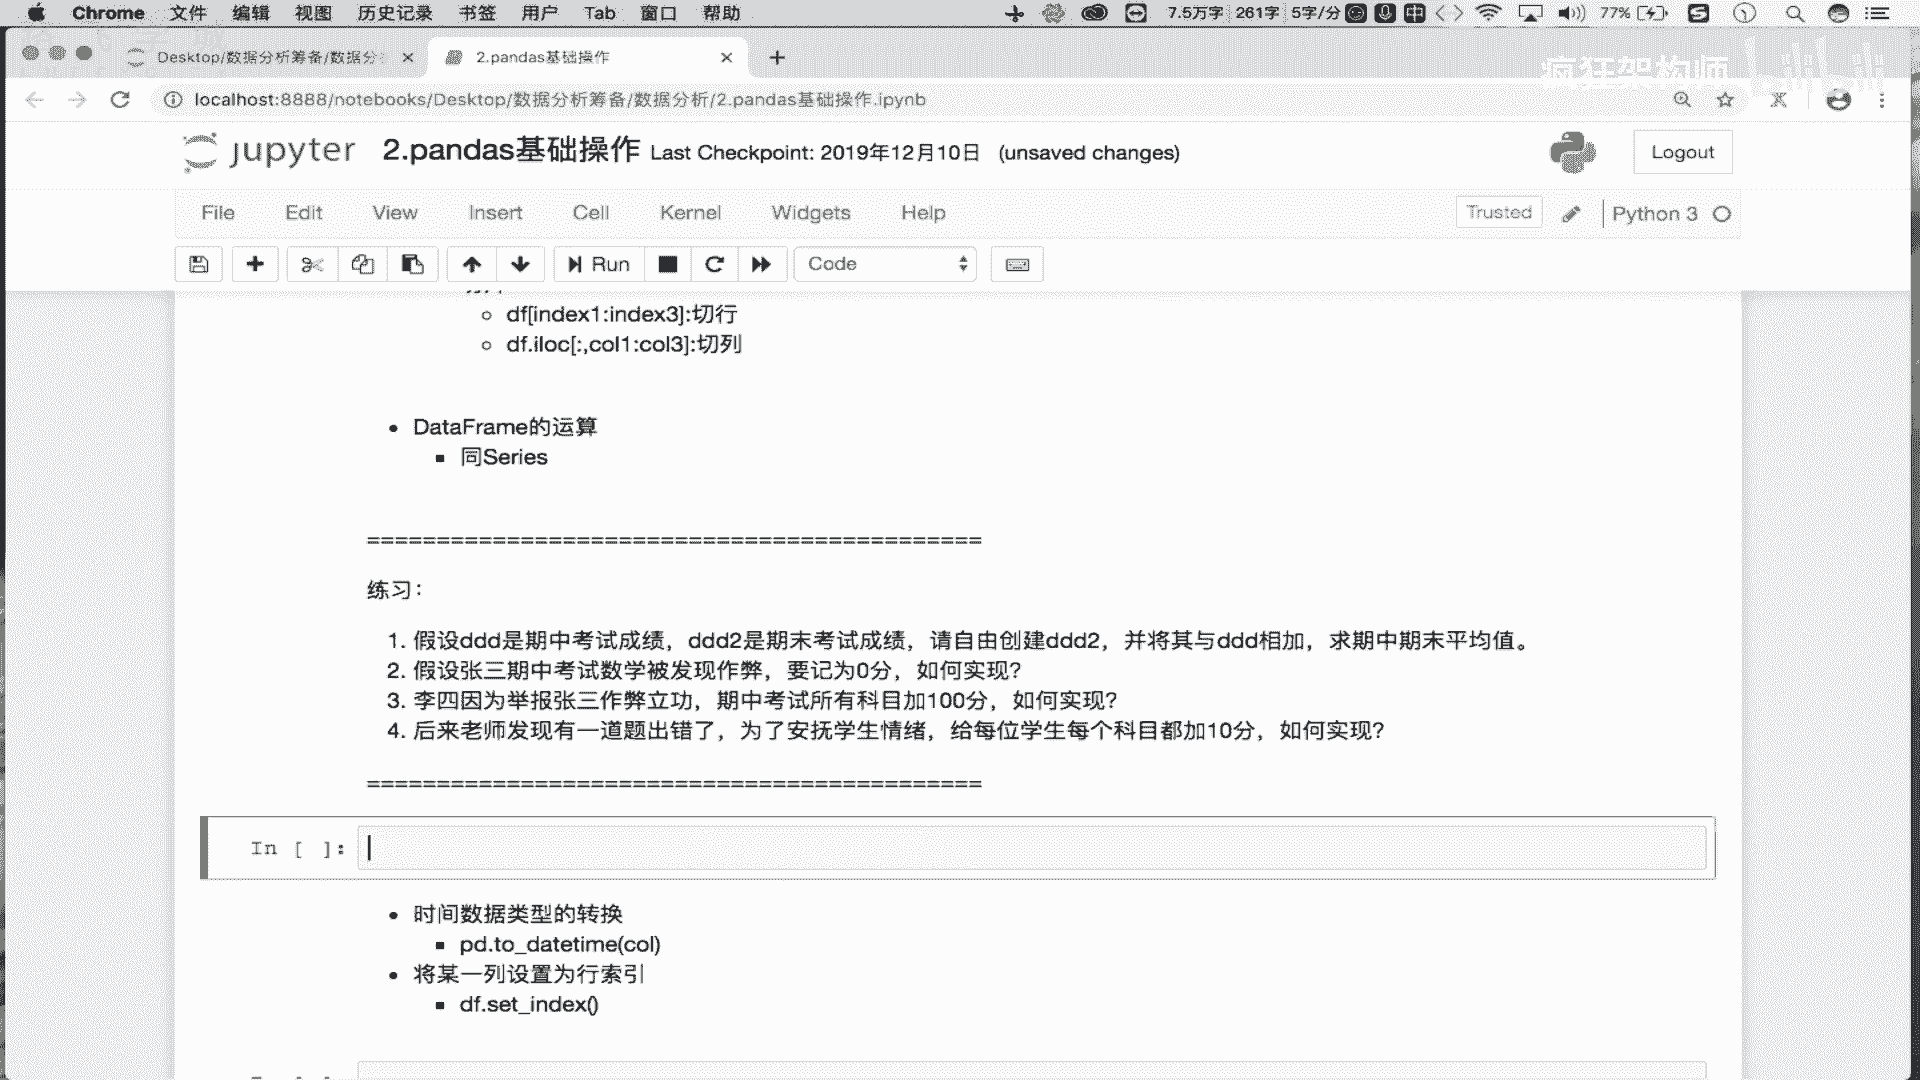 Chrome 文件 编辑 视图 历史记录 书签 用户 Tab 窗口 帮助 7.5万字 261字 5字/分 中 77%
Desktop/数据分析筹备/数据分 2.pandas基础操作
疯狂架构师 bilibili
localhost:8888/notebooks/Desktop/数据分析筹备/数据分析/2.pandas基础操作.ipynb
jupyter 2.pandas基础操作 Last Checkpoint: 2019年12月10日 (unsaved changes) Logout
File Edit View Insert Cell Kernel Widgets Help Trusted Python 3
Run Code
df[index1:index3]:切行
df.iloc[:,col1:col3]:切列
DataFrame的运算
同Series
============================================
练习：
1. 假设ddd是期中考试成绩，ddd2是期末考试成绩，请自由创建ddd2，并将其与ddd相加，求期中期末平均值。
2. 假设张三期中考试数学被发现作弊，要记为0分，如何实现？
3. 李四因为举报张三作弊立功，期中考试所有科目加100分，如何实现？
4. 后来老师发现有一道题出错了，为了安抚学生情绪，给每位学生每个科目都加10分，如何实现？
============================================
In [ ]:
时间数据类型的转换
pd.to_datetime(col)
将某一列设置为行索引
df.set_index()